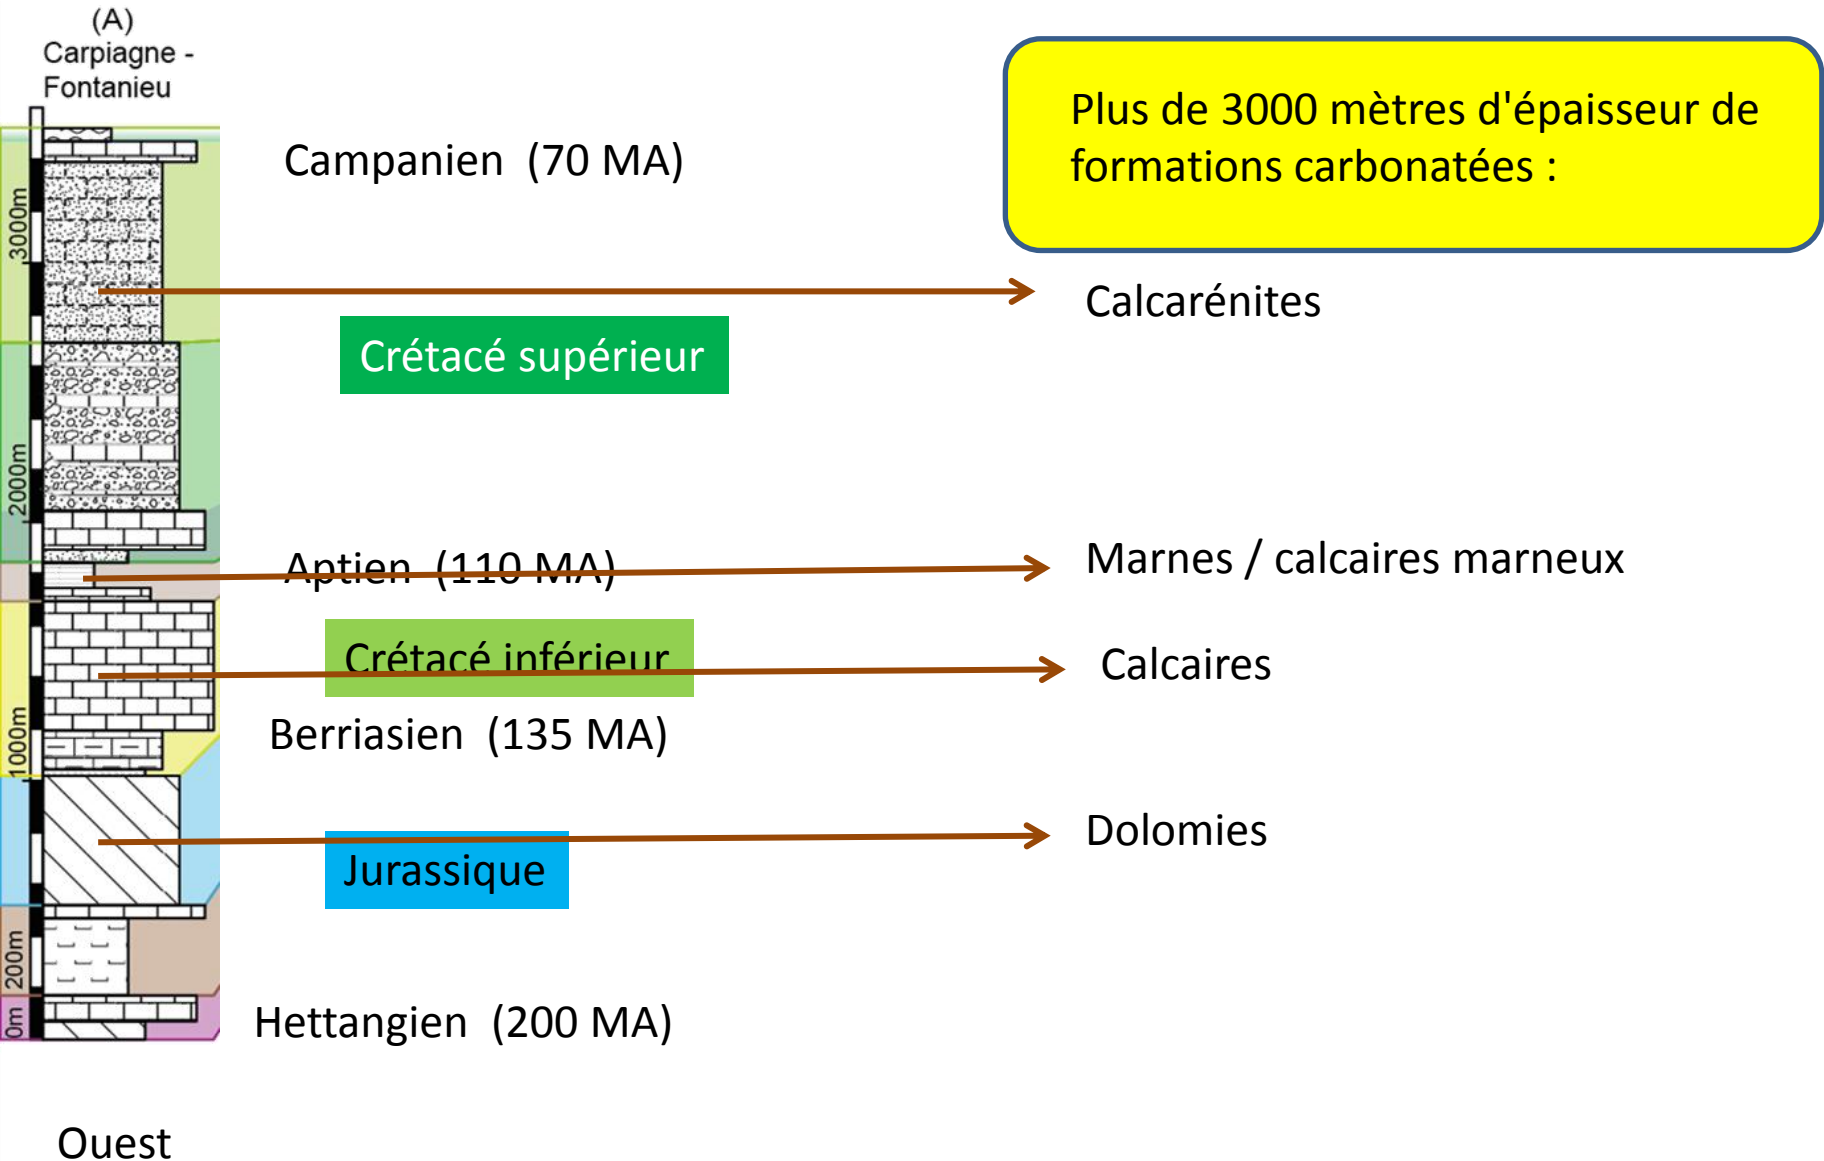 (A)
Carpiagne -
Fontanieu
Plus de 3000 mètres d'épaisseur de
formations carbonatées :
Campanien (70 MA)
3000m
Calcarénites
Crétacé supérieur
2000m
Aptien (110 MA)
Marnes / calcaires marneux
Crétacé inférieur
Calcaires
Berriasien (135 MA)
1000m
Dolomies
Jurassique
200m
Hettangien (200 MA)
0m
Ouest